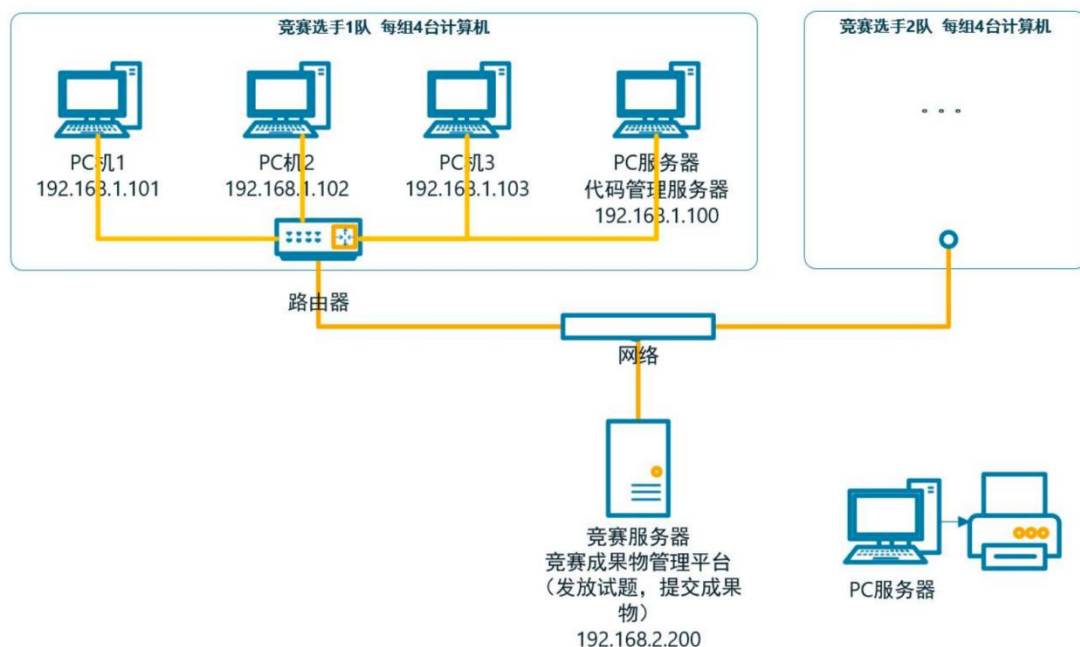 竞赛选手1队 每组4台计算机
竞赛选手2队 每组4台计算机
PC机1
192.168.1.101
PC机2
192.168.1.102
PC机3
192.168.1.103
PC服务器
代码管理服务器
192.168.1.100
路由器
网络
竞赛服务器
竞赛成果物管理平台
（发放试题，提交成果
物）
192.168.2.200
PC服务器